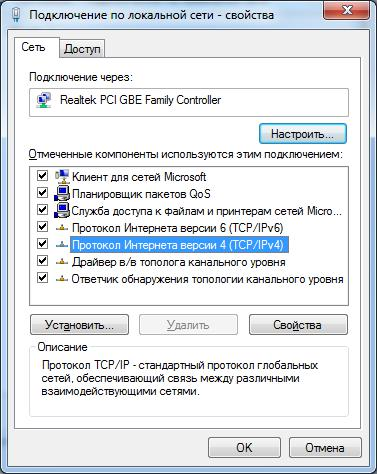 Подключение по локальной сети - свойства
Сеть
Доступ
Подключение через:
Realtek PCI GBE Family Controller
Настроить...
Отмеченные компоненты используются этим подключением:
Клиент для сетей Microsoft
Планировщик пакетов QoS
Служба доступа к файлам и принтерам сетей Micro...
Протокол Интернета версии 6 (TCP/IPv6)
Протокол Интернета версии 4 (TCP/IPv4)
Драйвер в/в тополога канального уровня
Ответчик обнаружения топологии канального уровня
Установить...
Удалить
Свойства
Описание
Протокол TCP/IP - стандартный протокол глобальных
сетей, обеспечивающий связь между различными
взаимодействующими сетями.
OK
Отмена